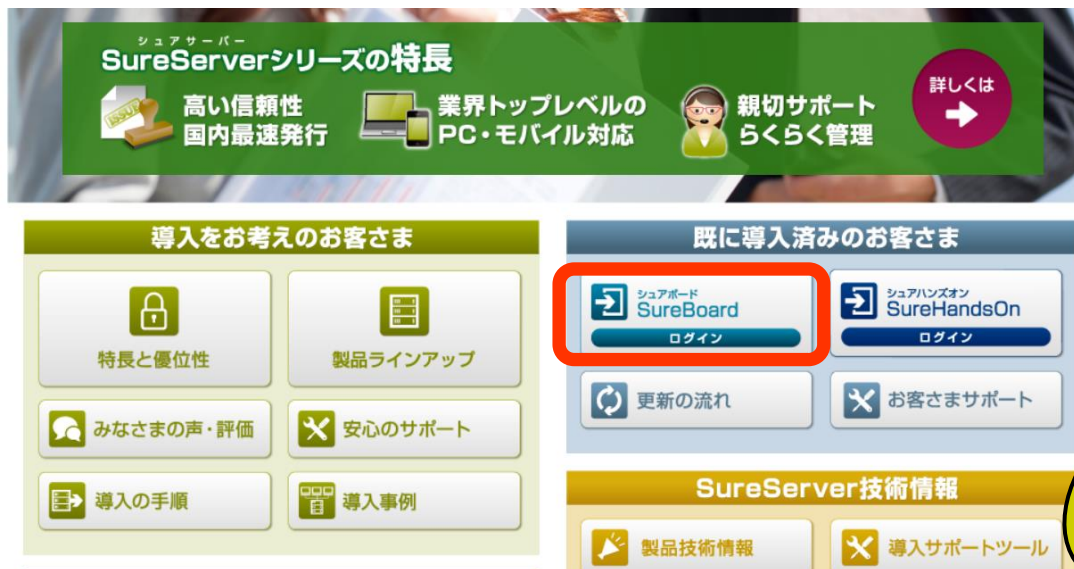 シュアサーバー
SureServerシリーズの特長
ISSUE
高い信頼性
国内最速発行
業界トップレベルの
PC・モバイル対応
親切サポート
らくらく管理
詳しくは
導入をお考えのお客さま
特長と優位性
製品ラインアップ
みなさまの声・評価
安心のサポート
導入の手順
導入事例
既に導入済みのお客さま
シュアボード
SureBoard
ログイン
シュアハンズオン
SureHandsOn
ログイン
更新の流れ
お客さまサポート
SureServer技術情報
製品技術情報
導入サポートツール